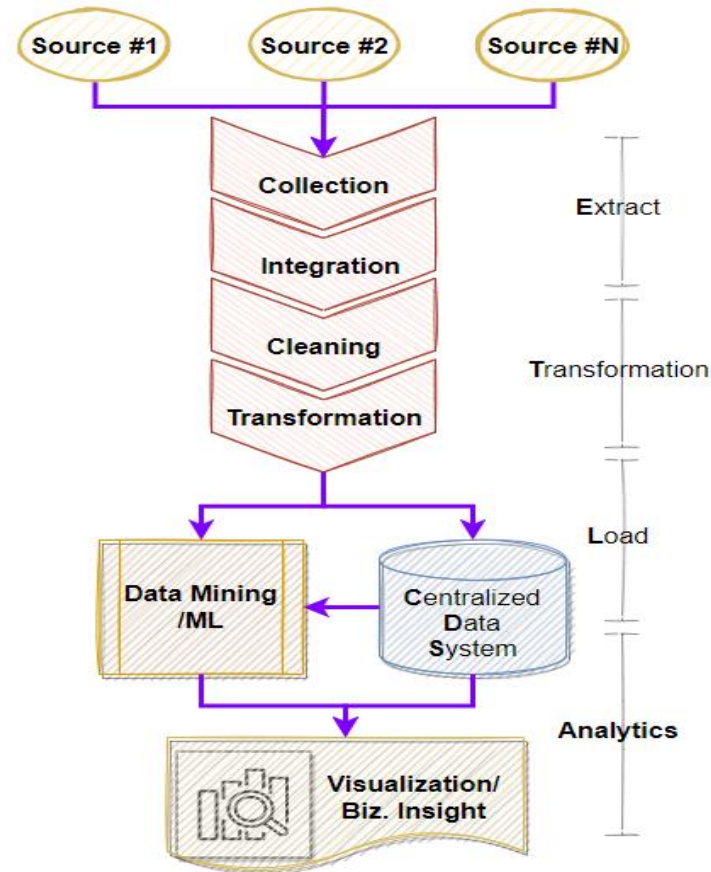 Source #1
Source #2
Source #N
Collection
Extract
Integration
Cleaning
Transformation
Transformation
Load
Data Mining
/ML
Centralized
Data
System
Analytics
Visualization/
Biz. Insight